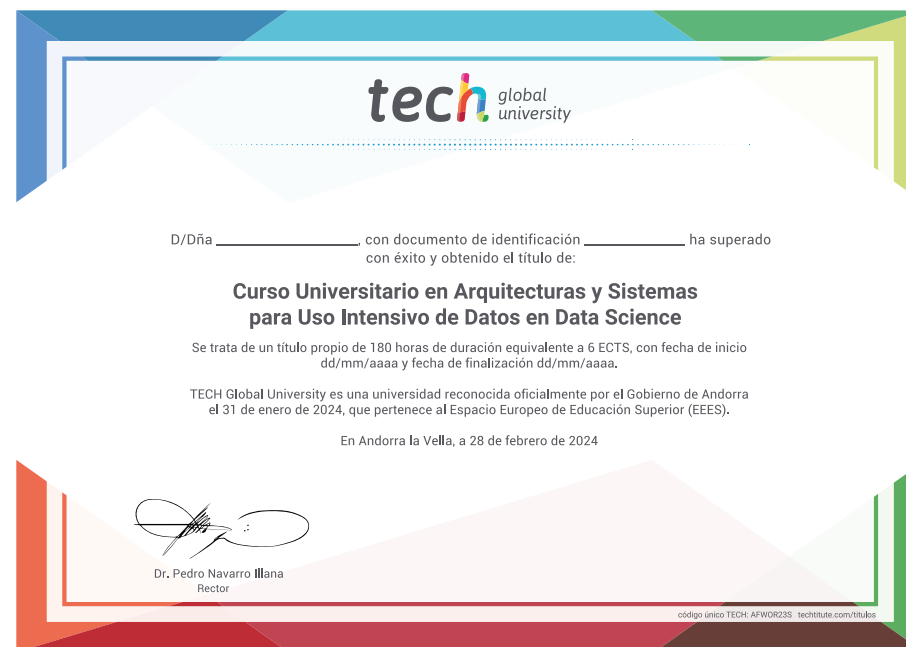 tech global university
D/Dña , con documento de identificación ha superado
con éxito y obtenido el título de:
Curso Universitario en Arquitecturas y Sistemas
para Uso Intensivo de Datos en Data Science
Se trata de un título propio de 180 horas de duración equivalente a 6 ECTS, con fecha de inicio
dd/mm/aaaa y fecha de finalización dd/mm/aaaa.
TECH Global University es una universidad reconocida oficialmente por el Gobierno de Andorra
el 31 de enero de 2024, que pertenece al Espacio Europeo de Educación Superior (EEES).
En Andorra la Vella, a 28 de febrero de 2024
Dr. Pedro Navarro Illana
Rector
código único TECH: AFWOR23S techtitute.com/titulos